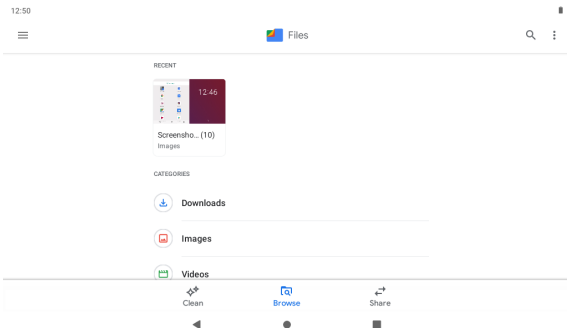 12:50
Files
RECENT
12:46
Screensho... (10)
Images
CATEGORIES
Downloads
Images
Videos
Clean
Browse
Share